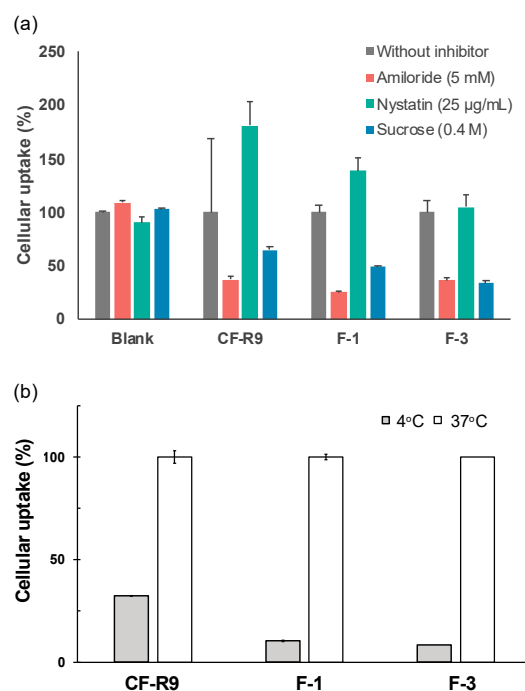 (a)
250
200
150
100
50
0
Cellular uptake (%)
Without inhibitor
Amiloride (5 mM)
Nystatin (25 µg/mL)
Sucrose (0.4 M)
Blank CF-R9 F-1 F-3
(b)
4°C 37°C
100
50
0
Cellular uptake (%)
CF-R9 F-1 F-3